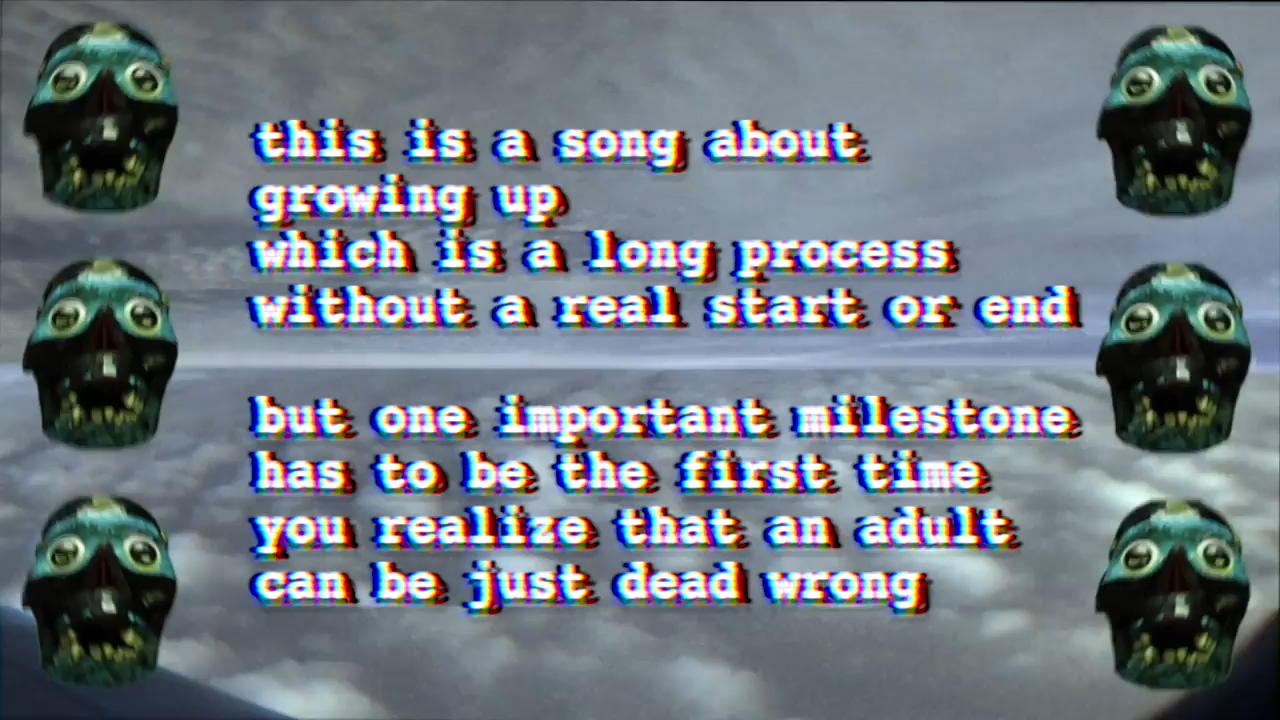 this is a song about
growing up
which is a long process
without a real start or end
but one important milestone
has to be the first time
you realize that an adult
can be just dead wrong